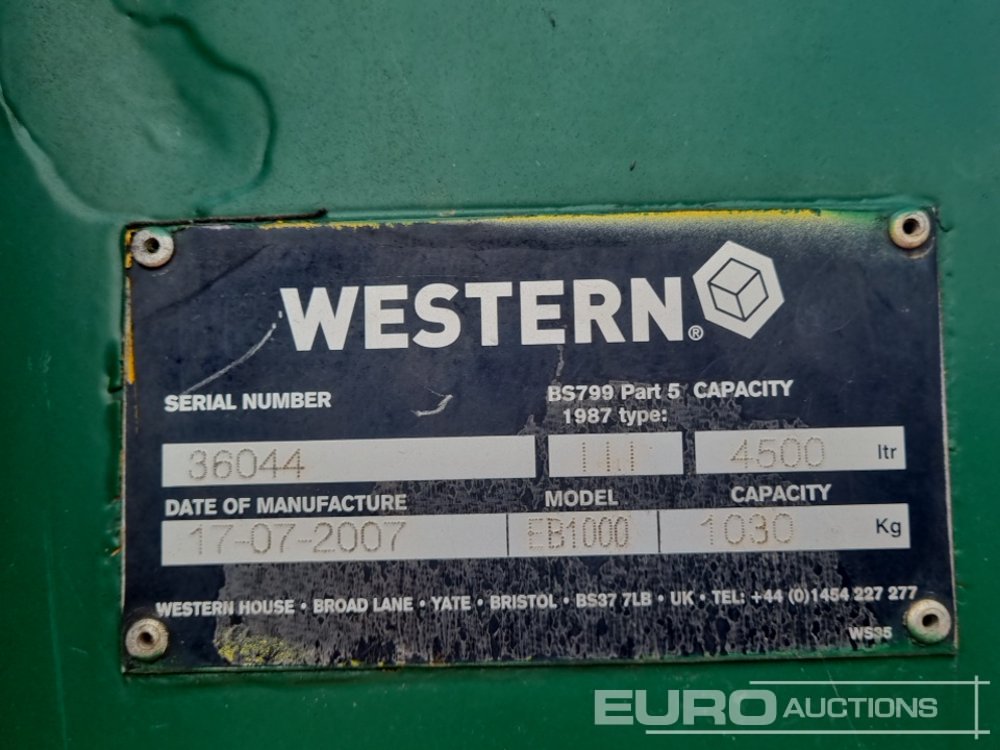 WESTERN®
SERIAL NUMBER
BS799 Part 5 CAPACITY
1987 type:
36044 III 4500 ltr
DATE OF MANUFACTURE MODEL CAPACITY
17-07-2007 EB1000 1030 Kg
WESTERN HOUSE • BROAD LANE • YATE • BRISTOL • BS37 7LB • UK • TEL: +44 (0)1454 227 277
WS35
EURO AUCTIONS